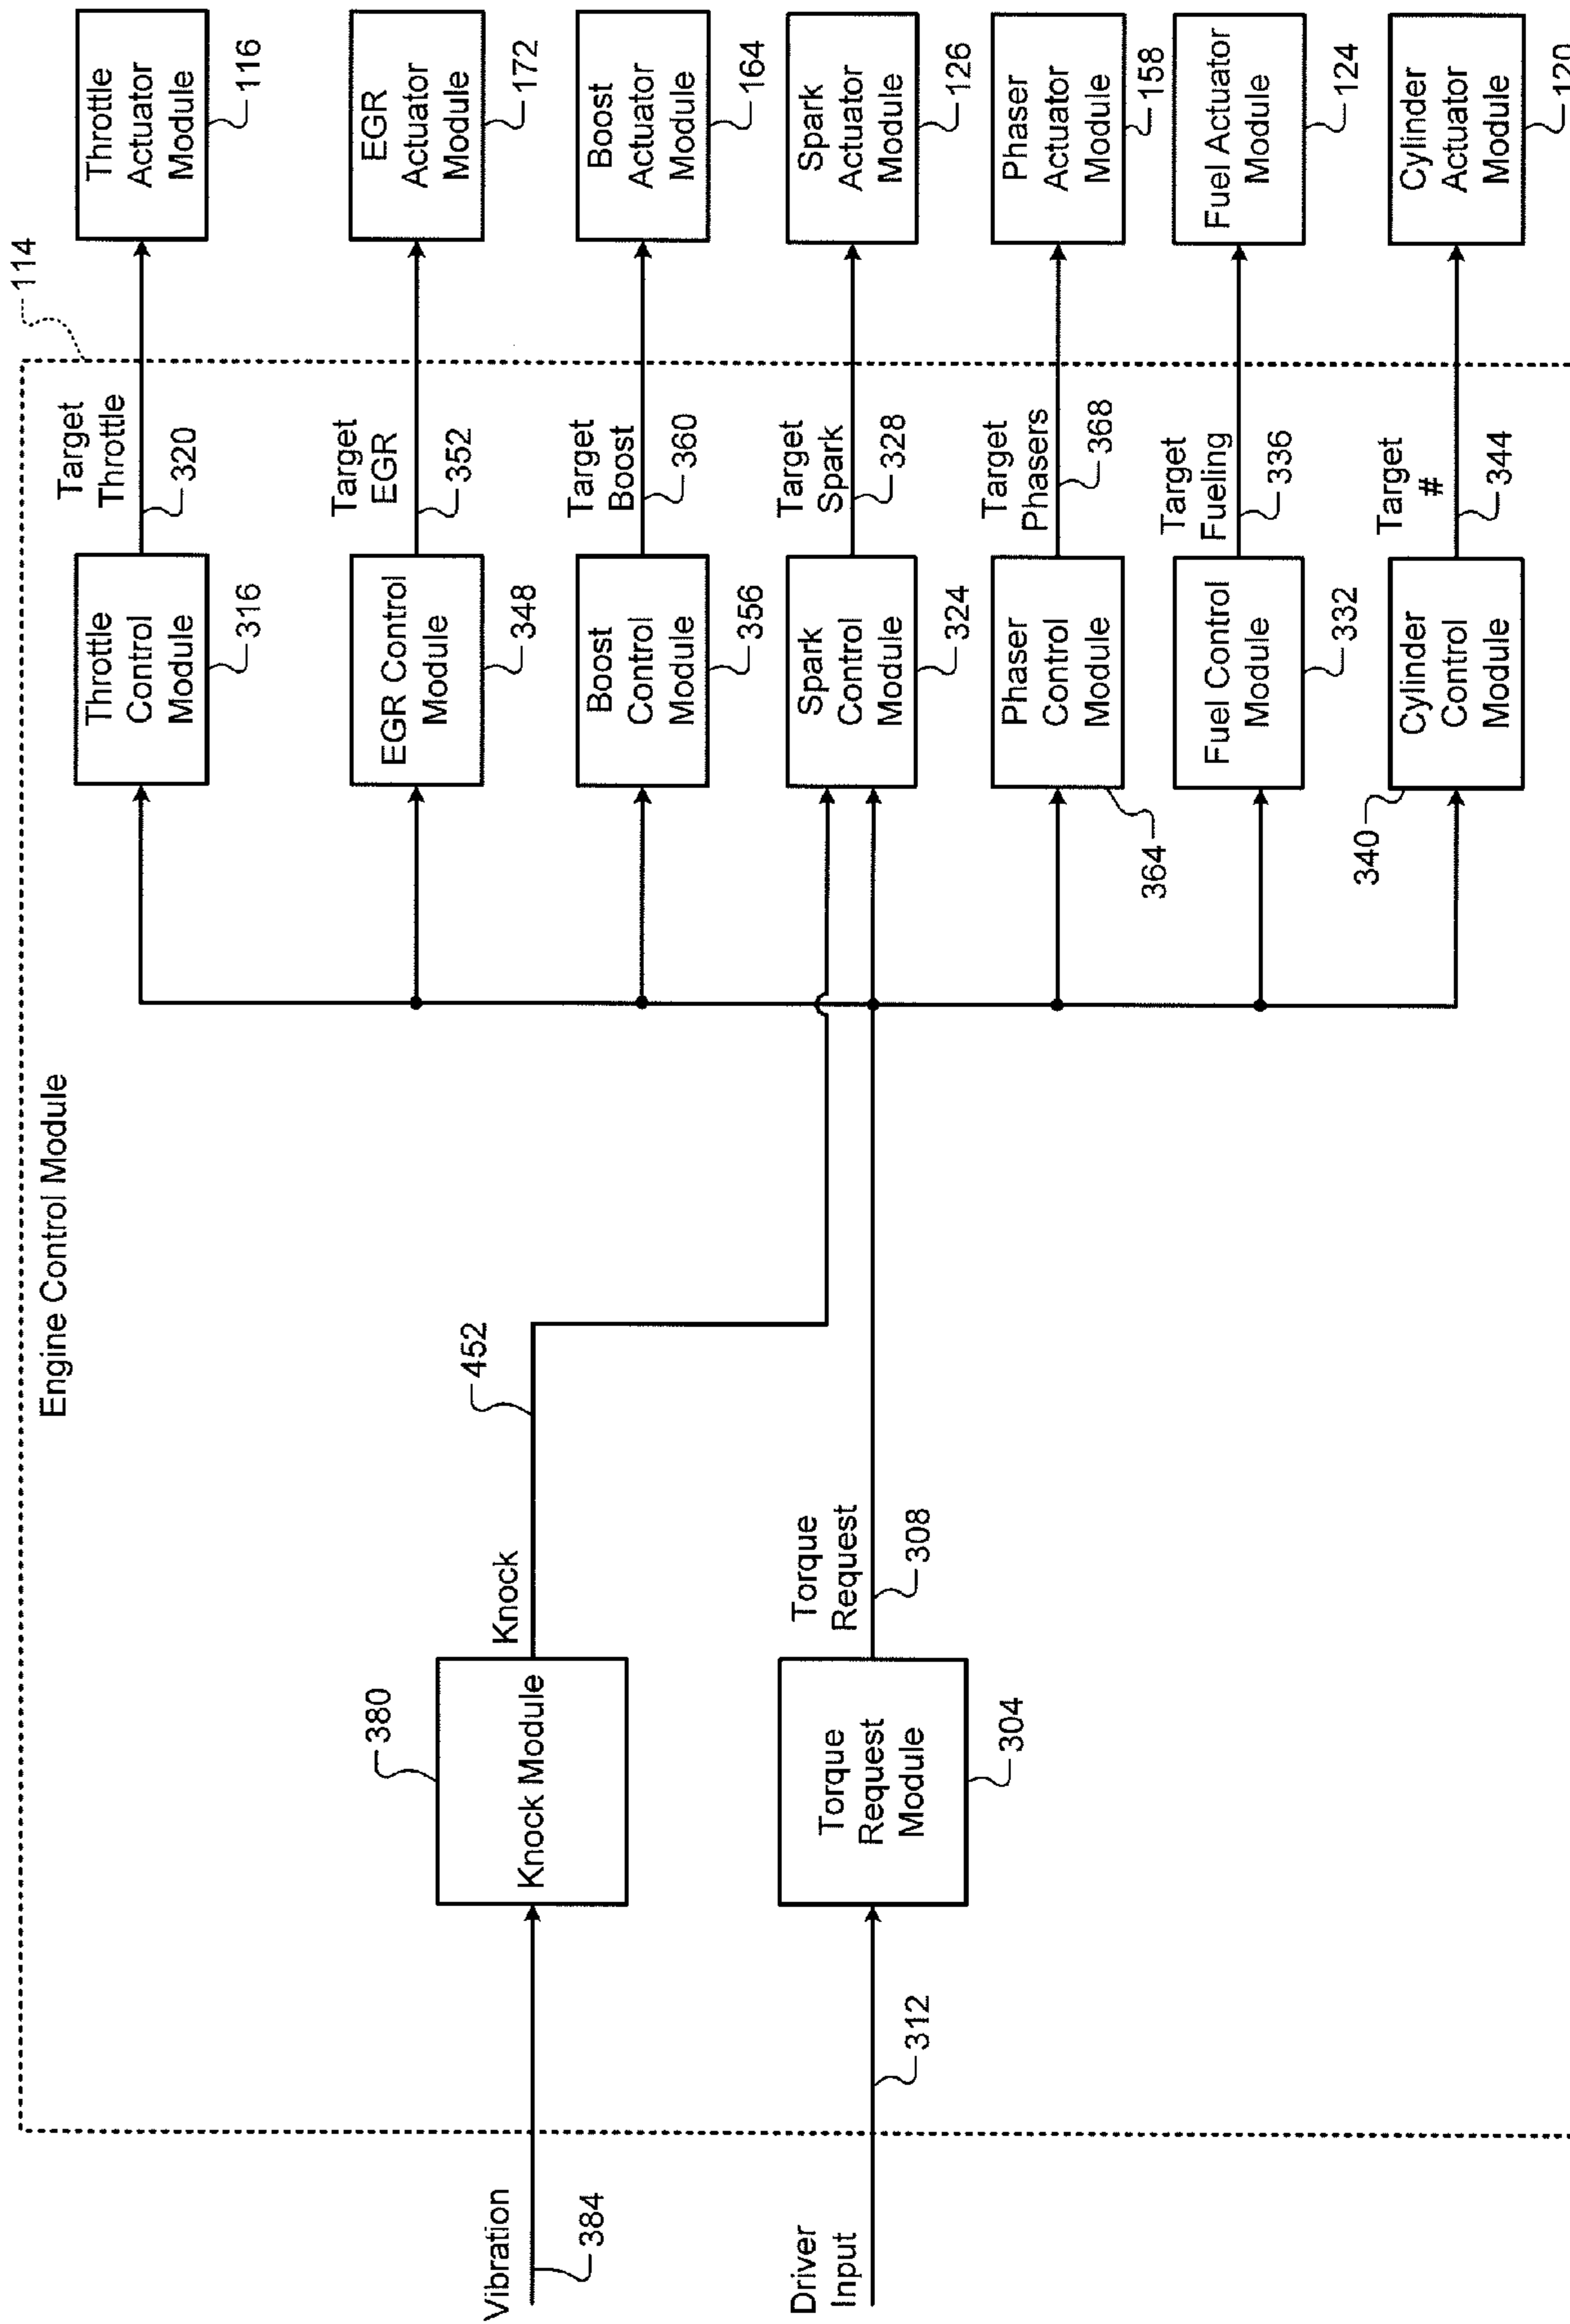 114
Engine Control Module
Target
Throttle
320
Throttle
Control
Module
316
Throttle
Actuator
Module
116
Target
EGR
352
EGR Control
Module
348
EGR
Actuator
Module
172
Vibration
384
380
Knock Module
Knock
452
Target
Boost
360
Boost
Control
Module
356
Boost
Actuator
Module
164
Driver
Input
312
Torque
Request
Module
304
Torque
Request
308
Target
Spark
328
Spark
Control
Module
324
Spark
Actuator
Module
126
Target
Phasers
368
Phaser
Control
Module
364
Phaser
Actuator
Module
158
Target
Fueling
336
Fuel Control
Module
332
Fuel Actuator
Module
124
Target
#
344
340
Cylinder
Control
Module
Cylinder
Actuator
Module
120